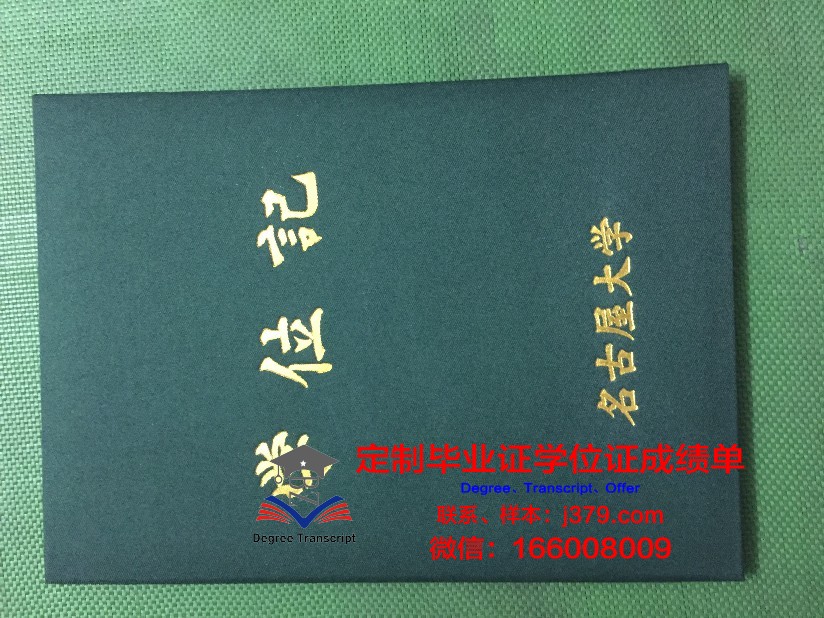 学位記
名古屋大学
定制毕业证学位证成绩单
Degree、Transcript、Offer
联系、样本：j379.com
微信：166008009
Degree Transcript